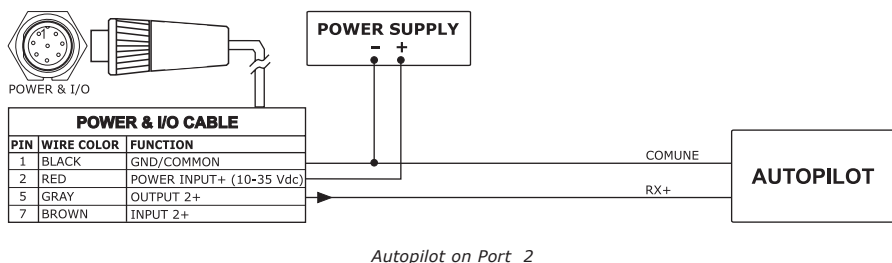 POWER SUPPLY
- +
1
POWER & I/O
POWER & I/O CABLE
PIN WIRE COLOR FUNCTION
1 BLACK GND/COMMON
2 RED POWER INPUT+ (10-35 Vdc)
5 GRAY OUTPUT 2+
7 BROWN INPUT 2+
COMUNE
RX+
AUTOPILOT
Autopilot on Port 2